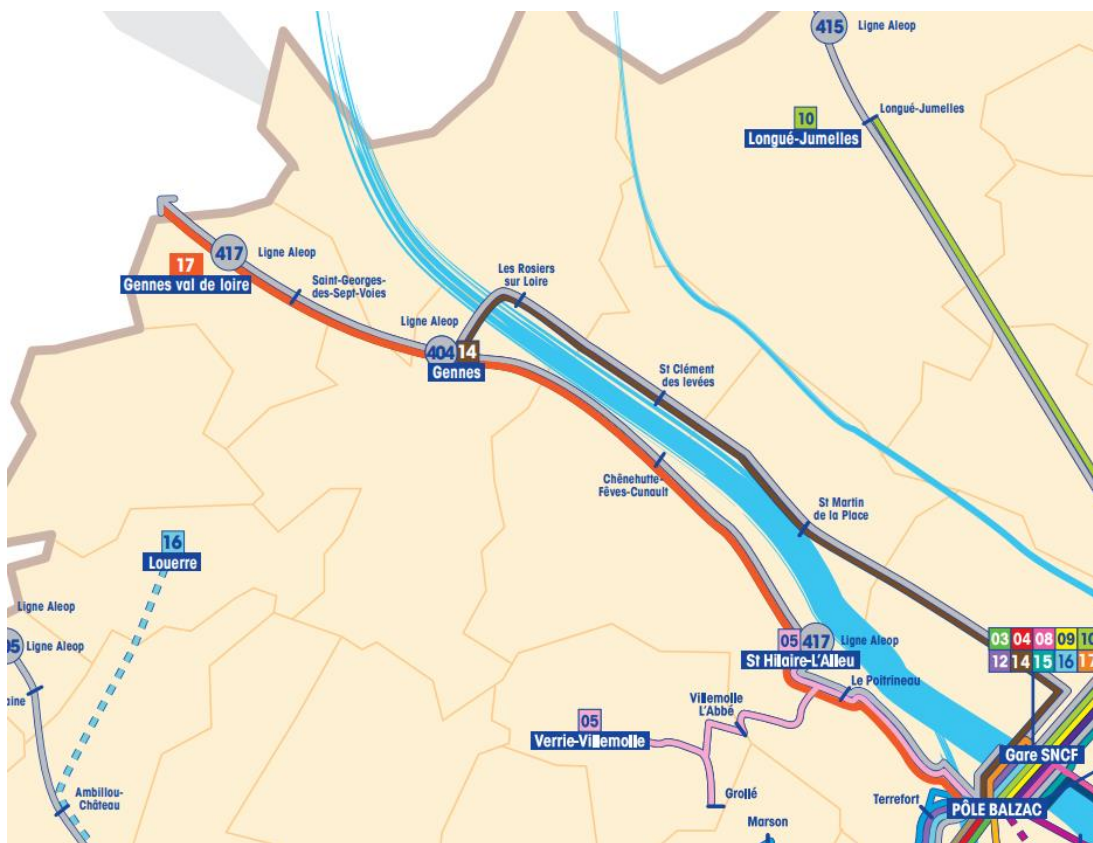 415
Ligne Aleop
10
Longué-Jumelles
Longué-Jumelles
417
Ligne Aleop
17
Gennes val de loire
Saint-Georges-
des-Sept-Voies
Les Rosiers
sur Loire
Ligne Aleop
404
14
Gennes
St Clément
des levées
Chênehutte-
Fêves-Cunault
St Martin
de la Place
16
Louerre
Ligne Aleop
Ligne Aleop
05
417
Ligne Aleop
St Hilaire-L'Alleu
Le Poitrineau
03 04 08 09 10
12 14 15 16 17
Villemolle
L'Abbé
05
Verrie-Villemolle
Gare SNCF
Ambillou-
Château
Grollé
Terrefort
PÔLE BALZAC
Marson